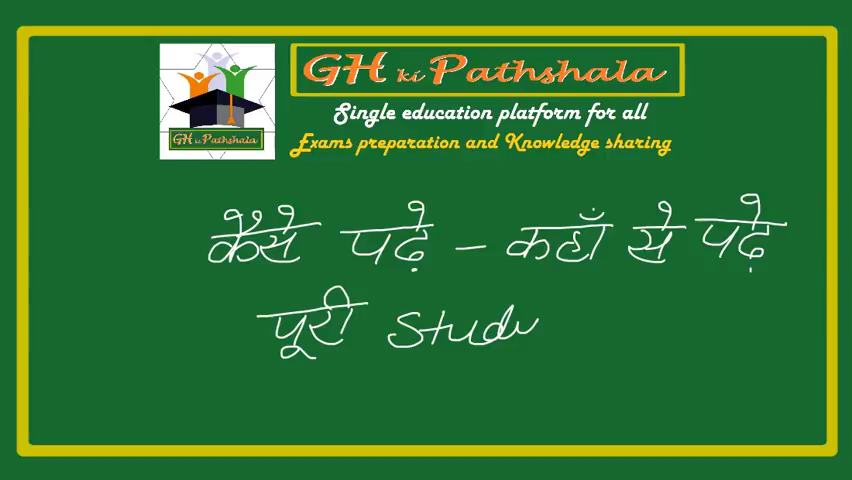 GH ki Pathshala
GH ki Pathshala
Single education platform for all
Exams preparation and Knowledge sharing
कैसे पढ़े - कहाँ से पढ़े
पूरी Stud